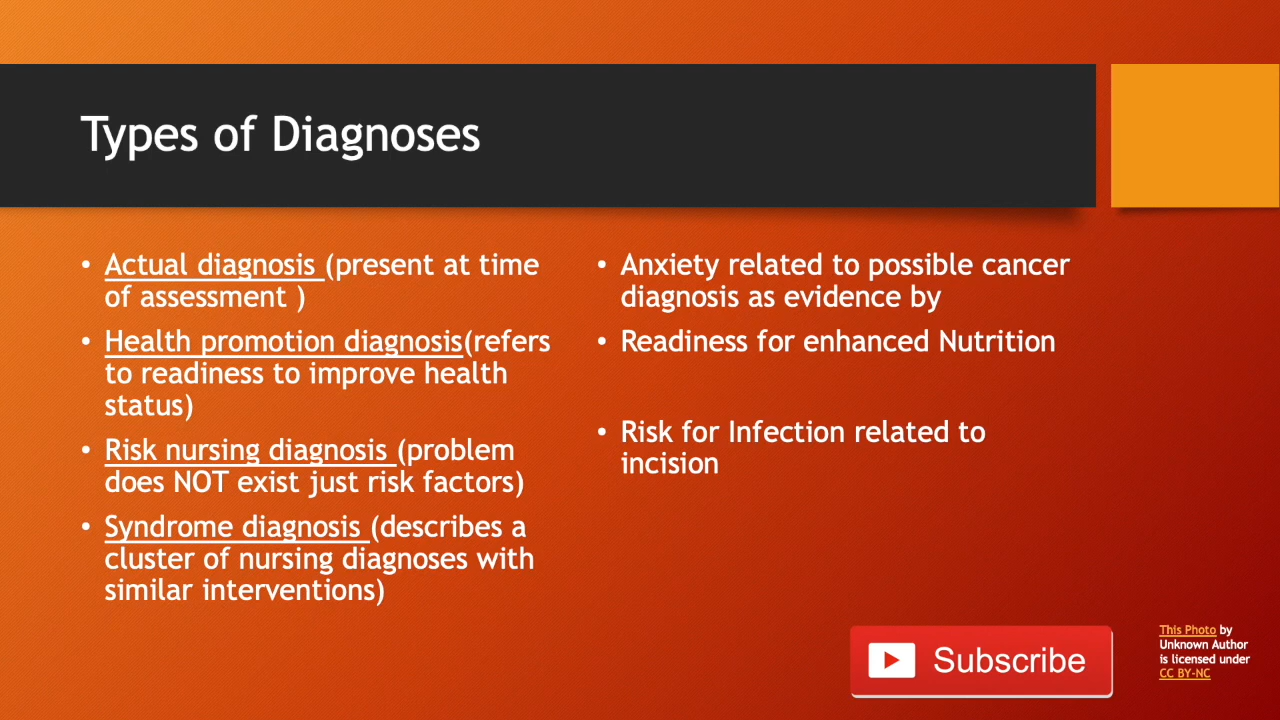 Types of Diagnoses
• Actual diagnosis (present at time
of assessment )
• Health promotion diagnosis(refers
to readiness to improve health
status)
• Risk nursing diagnosis (problem
does NOT exist just risk factors)
• Syndrome diagnosis (describes a
cluster of nursing diagnoses with
similar interventions)
• Anxiety related to possible cancer
diagnosis as evidence by
• Readiness for enhanced Nutrition
• Risk for Infection related to
incision
Subscribe
This Photo by
Unknown Author
is licensed under
CC BY-NC